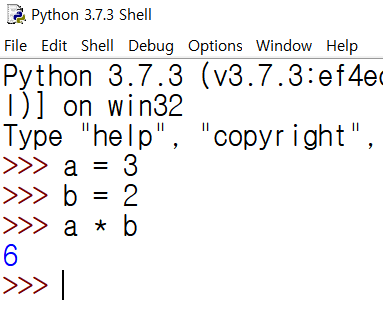 Python 3.7.3 Shell
File Edit Shell Debug Options Window Help
Python 3.7.3 (v3.7.3:ef4ec
l)] on win32
Type "help", "copyright",
>>> a = 3
>>> b = 2
>>> a * b
6
>>>